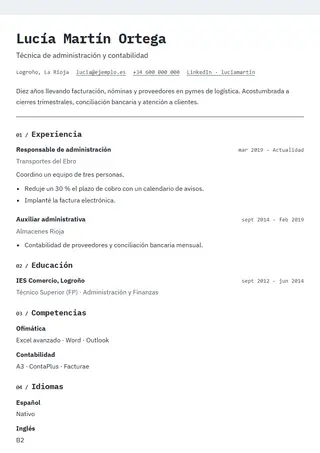 Lucía Martín Ortega
Técnica de administración y contabilidad
Logroño, La Rioja lucia@ejemplo.es +34 600 000 000 LinkedIn · luciamartin
Diez años llevando facturación, nóminas y proveedores en pymes de logística. Acostumbrada a
cierres trimestrales, conciliación bancaria y atención a clientes.
01 / Experiencia
Responsable de administración mar 2019 – Actualidad
Transportes del Ebro
Coordino un equipo de tres personas.
• Reduje un 30 % el plazo de cobro con un calendario de avisos.
• Implanté la factura electrónica.
Auxiliar administrativa sept 2014 – feb 2019
Almacenes Rioja
• Contabilidad de proveedores y conciliación bancaria mensual.
02 / Educación
IES Comercio, Logroño sept 2012 – jun 2014
Técnico Superior (FP) · Administración y Finanzas
03 / Competencias
Ofimática
Excel avanzado · Word · Outlook
Contabilidad
A3 · ContaPlus · Facturae
04 / Idiomas
Español
Nativo
Inglés
B2